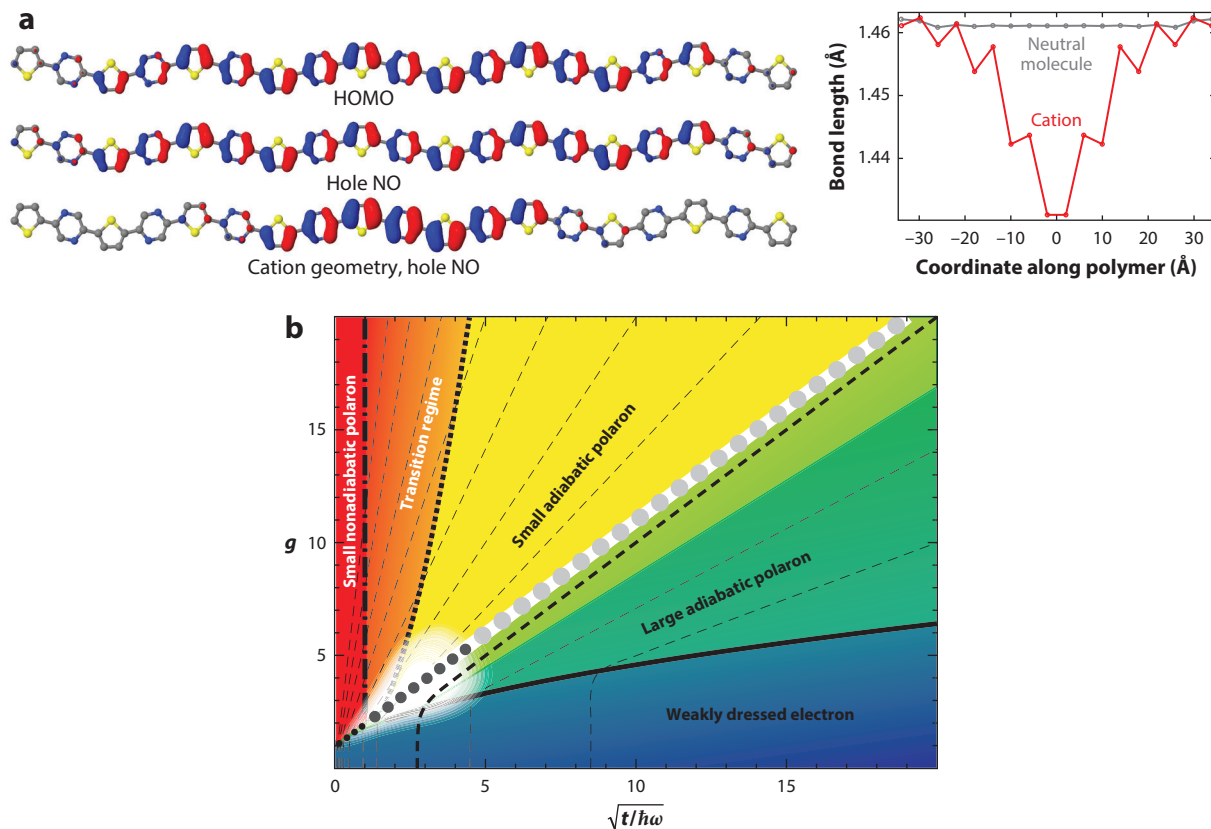 a
HOMO
Hole NO
Cation geometry, hole NO
Bond length (Å)
1.46
1.45
1.44
Neutral
molecule
Cation
−30
−20
−10
0
10
20
30
Coordinate along polymer (Å)
b
g
15
10
5
Small nonadiabatic polaron
Transition regime
Small adiabatic polaron
Large adiabatic polaron
Weakly dressed electron
0
5
10
15
√t/ħω